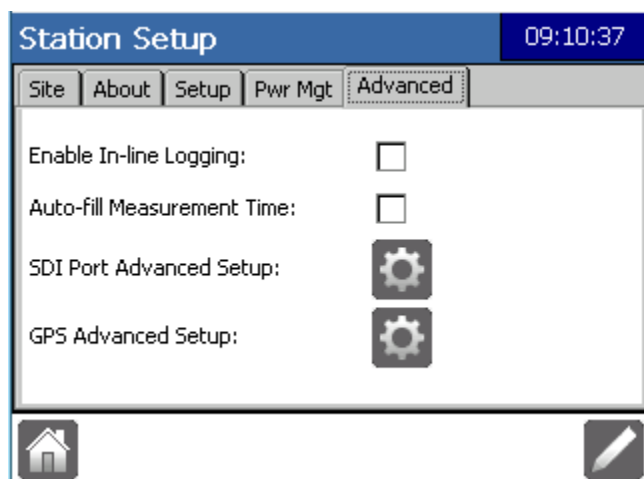 Station Setup 09:10:37
Site About Setup Pwr Mgt Advanced
Enable In-line Logging:
Auto-fill Measurement Time:
SDI Port Advanced Setup:
GPS Advanced Setup: